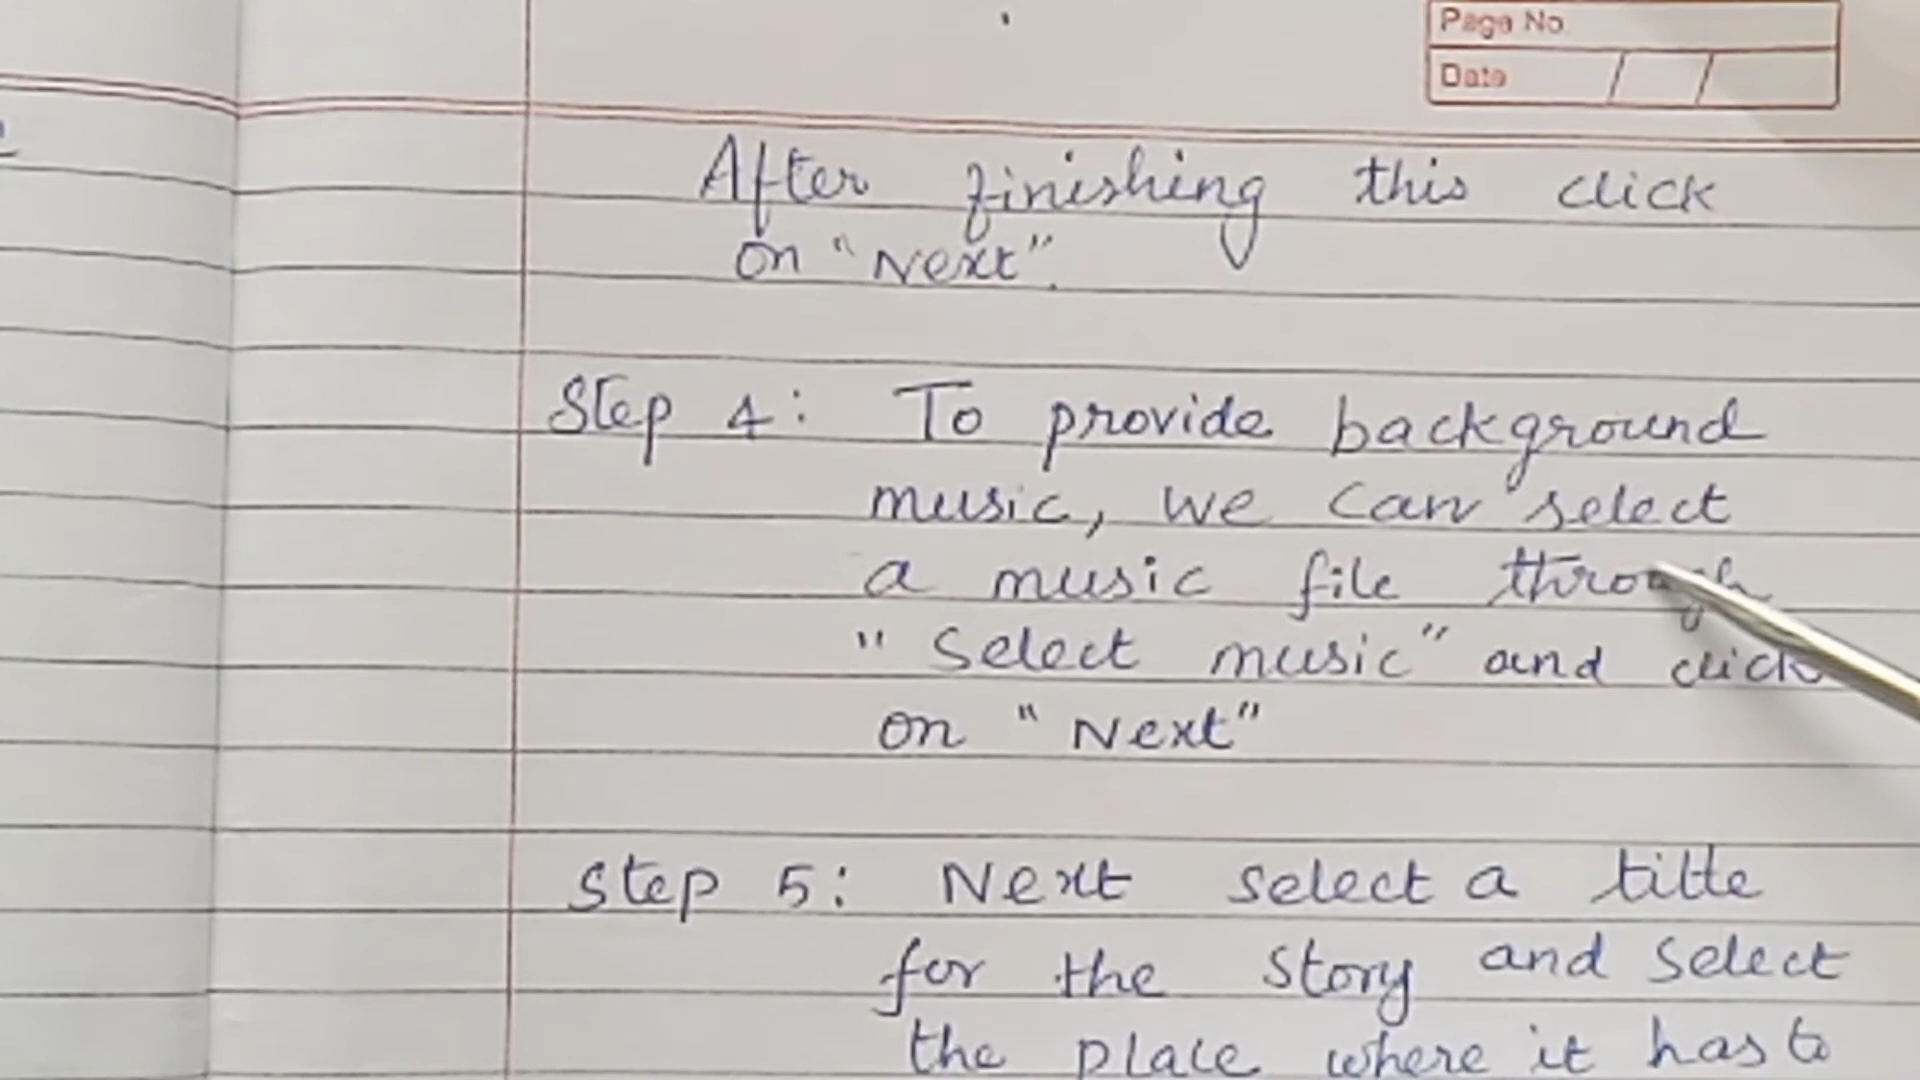 Page No.
Date / /
After finishing this click
on "Next".
Step 4: To provide background
music, we can select
a music file through
"Select music" and click
on "Next"
Step 5: Next select a title
for the story and select
the place where it has to